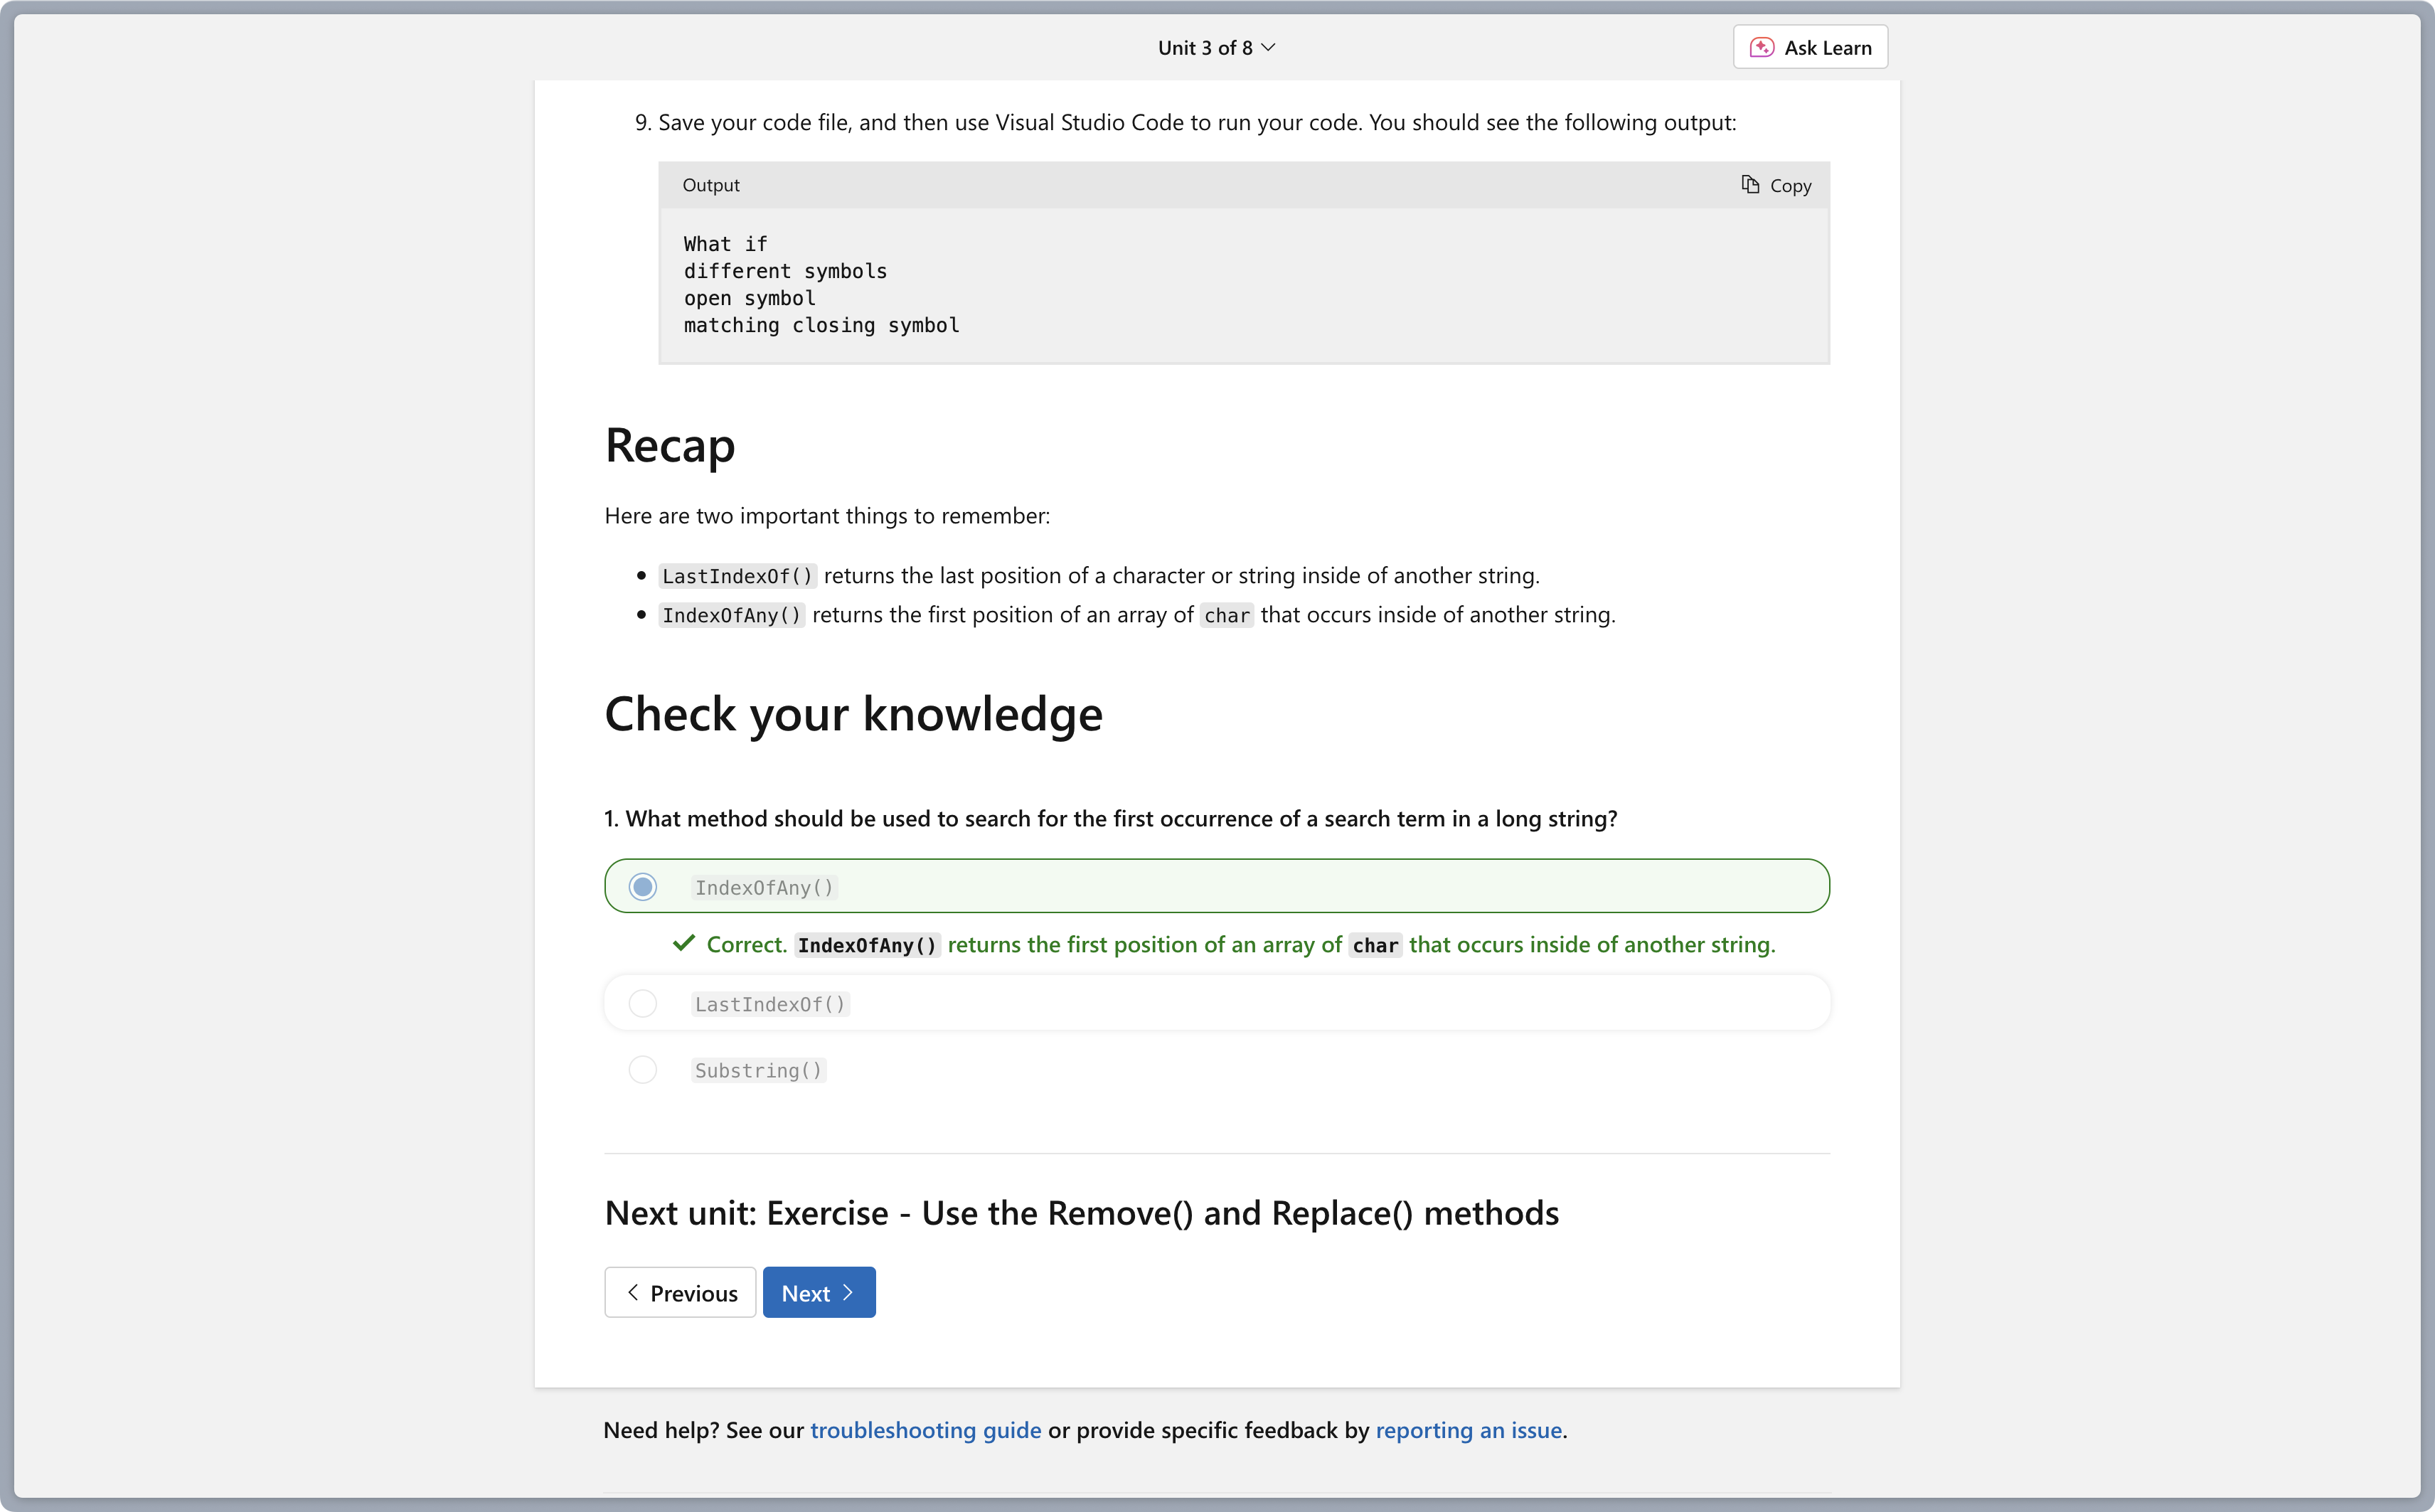 Unit 3 of 8
Ask Learn
9. Save your code file, and then use Visual Studio Code to run your code. You should see the following output:
Output
Copy
What if
different symbols
open symbol
matching closing symbol
Recap
Here are two important things to remember:
• LastIndexOf() returns the last position of a character or string inside of another string.
• IndexOfAny() returns the first position of an array of char that occurs inside of another string.
Check your knowledge
1. What method should be used to search for the first occurrence of a search term in a long string?
IndexOfAny()
Correct. IndexOfAny() returns the first position of an array of char that occurs inside of another string.
LastIndexOf()
Substring()
Next unit: Exercise - Use the Remove() and Replace() methods
Previous
Next
Need help? See our troubleshooting guide or provide specific feedback by reporting an issue.